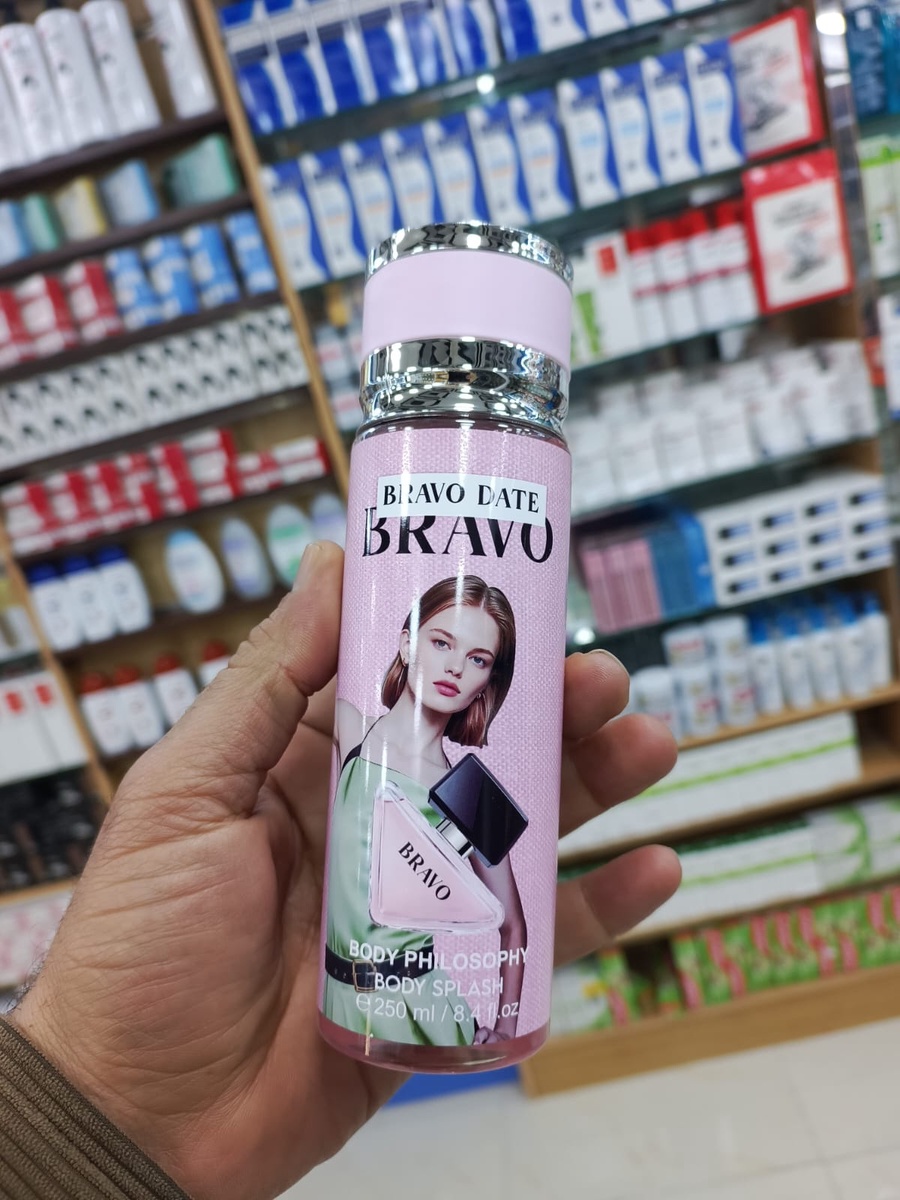 BRAVO DATE
BRAVO
BRAVO
BODY PHILOSOPHY
BODY SPLASH
℮ 250 ml / 8.4 fl.oz